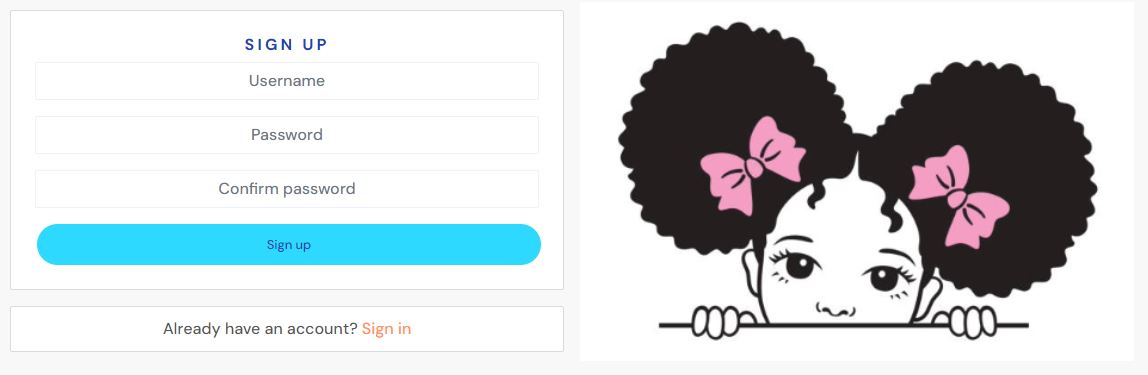 SIGN UP
Username
Password
Confirm password
Sign up
Already have an account? Sign in